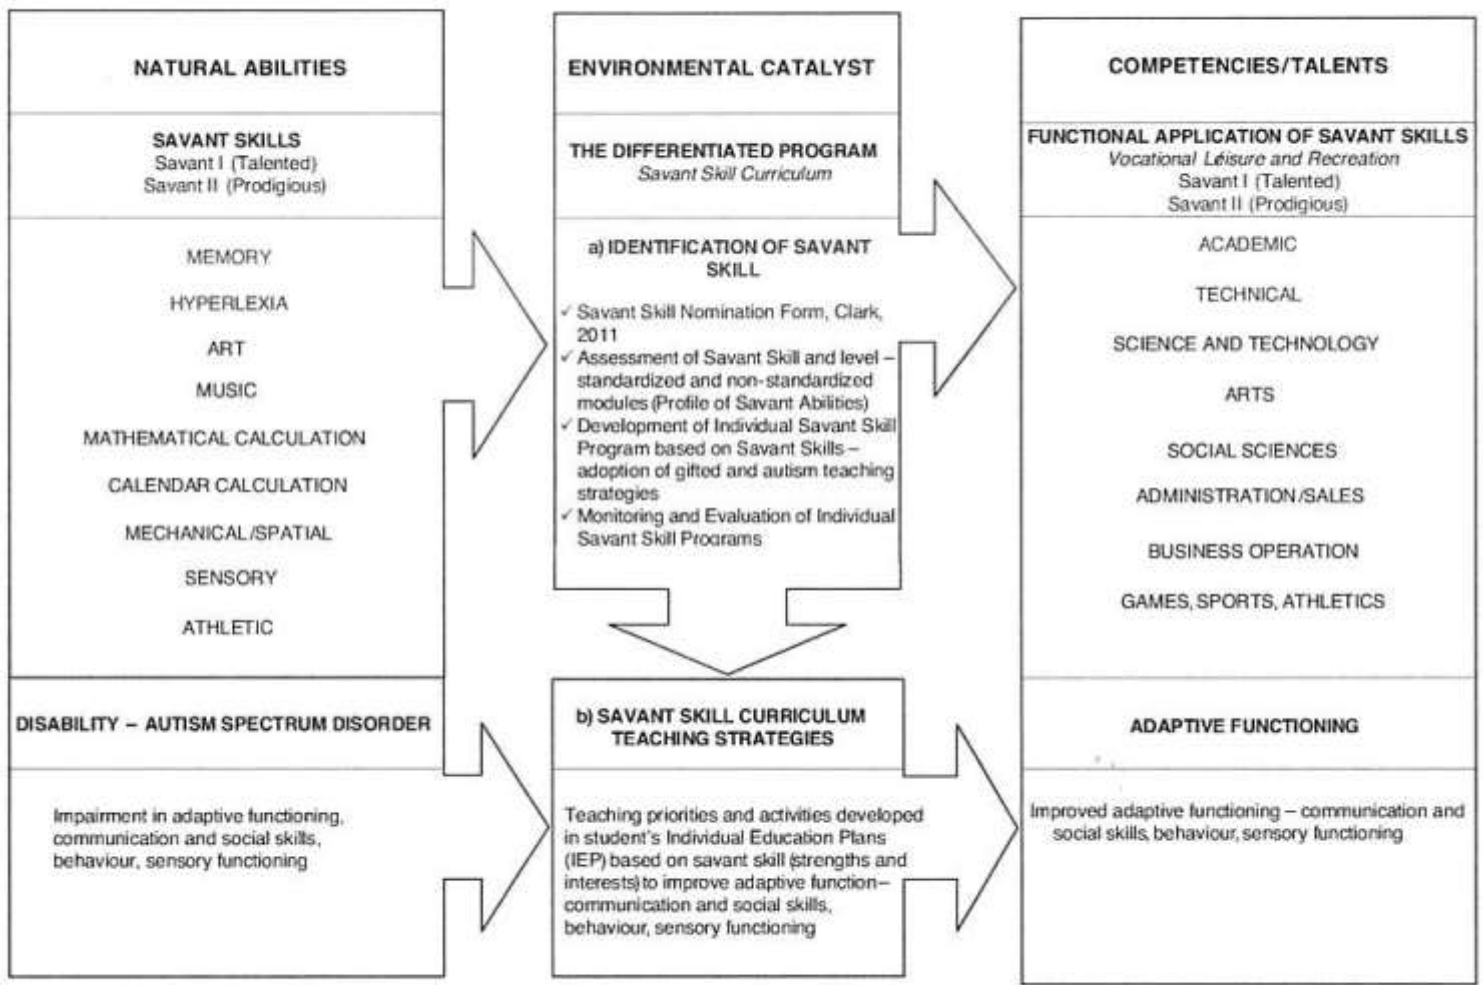 NATURAL ABILITIES
SAVANT SKILLS
Savant I (Talented)
Savant II (Prodigious)
MEMORY
HYPERLEXIA
ART
MUSIC
MATHEMATICAL CALCULATION
CALENDAR CALCULATION
MECHANICAL/SPATIAL
SENSORY
ATHLETIC
DISABILITY – AUTISM SPECTRUM DISORDER
Impairment in adaptive functioning,
communication and social skills,
behaviour, sensory functioning
ENVIRONMENTAL CATALYST
THE DIFFERENTIATED PROGRAM
Savant Skill Curriculum
a) IDENTIFICATION OF SAVANT
SKILL
✓ Savant Skill Nomination Form, Clark,
2011
✓ Assessment of Savant Skill and level –
standardized and non-standardized
modules (Profile of Savant Abilities)
✓ Development of Individual Savant Skill
Program based on Savant Skills –
adoption of gifted and autism teaching
strategies
✓ Monitoring and Evaluation of Individual
Savant Skill Programs
b) SAVANT SKILL CURRICULUM
TEACHING STRATEGIES
Teaching priorities and activities developed
in student's Individual Education Plans
(IEP) based on savant skill (strengths and
interests) to improve adaptive function–
communication and social skills,
behaviour, sensory functioning
COMPETENCIES/TALENTS
FUNCTIONAL APPLICATION OF SAVANT SKILLS
Vocational Leisure and Recreation
Savant I (Talented)
Savant II (Prodigious)
ACADEMIC
TECHNICAL
SCIENCE AND TECHNOLOGY
ARTS
SOCIAL SCIENCES
ADMINISTRATION/SALES
BUSINESS OPERATION
GAMES, SPORTS, ATHLETICS
ADAPTIVE FUNCTIONING
Improved adaptive functioning – communication and
social skills, behaviour, sensory functioning